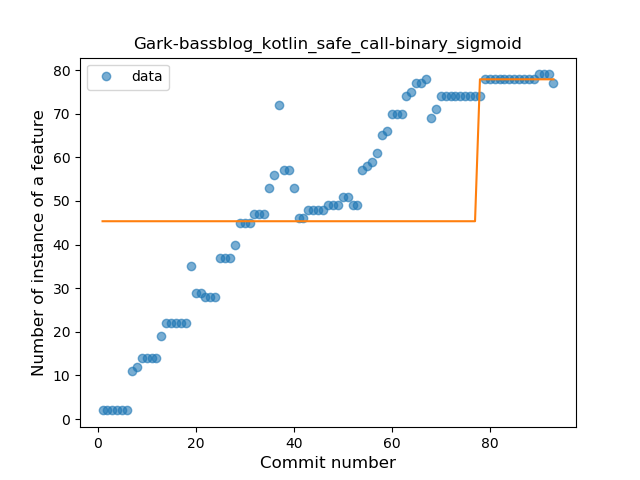 Gark-bassblog_kotlin_safe_call-binary_sigmoid
data
Number of instance of a feature
80
70
60
50
40
30
20
10
0
0 20 40 60 80
Commit number